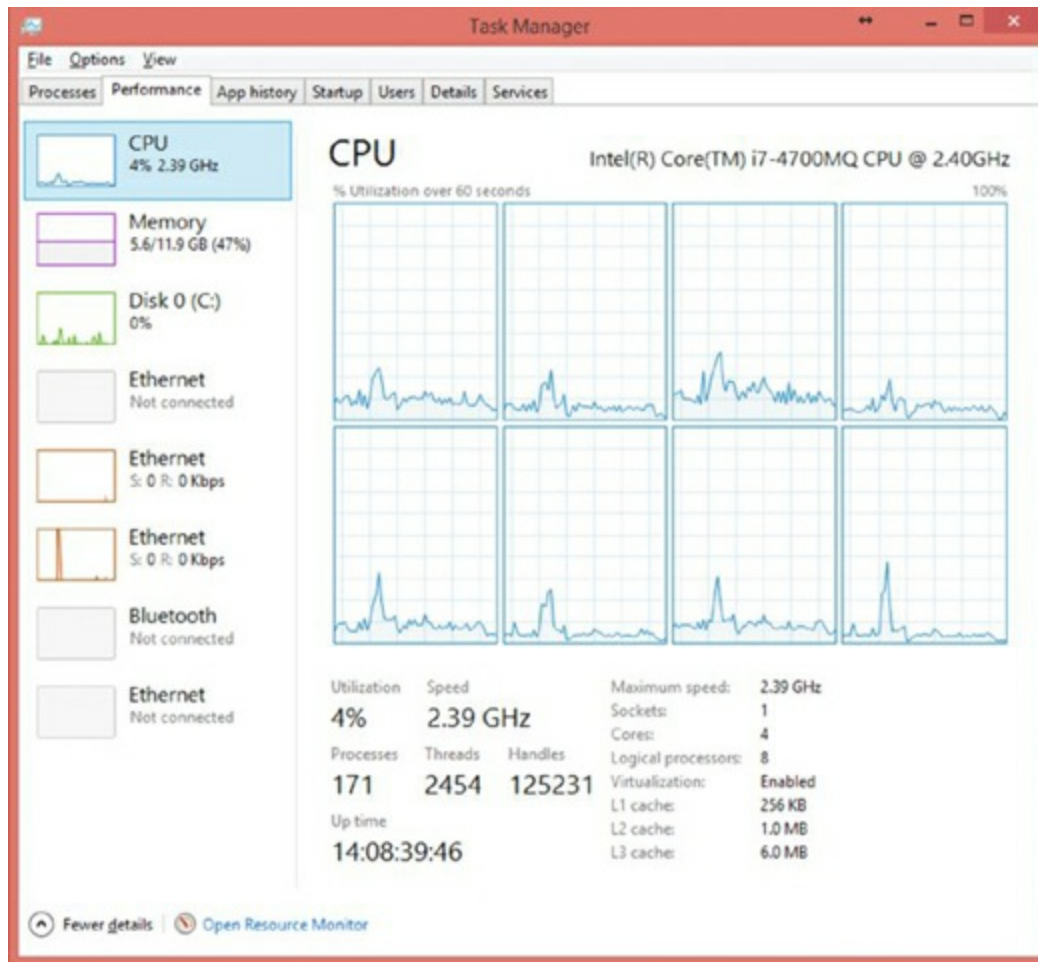 Task Manager
File Options View
Processes Performance App history Startup Users Details Services
CPU
4% 2.39 GHz
Memory
5.6/11.9 GB (47%)
Disk 0 (C:)
0%
Ethernet
Not connected
Ethernet
S: 0 R: 0 Kbps
Ethernet
S: 0 R: 0 Kbps
Bluetooth
Not connected
Ethernet
Not connected
CPU Intel(R) Core(TM) i7-4700MQ CPU @ 2.40GHz
% Utilization over 60 seconds 100%
Utilization Speed
4% 2.39 GHz
Processes Threads Handles
171 2454 125231
Up time
14:08:39:46
Maximum speed: 2.39 GHz
Sockets: 1
Cores: 4
Logical processors: 8
Virtualization: Enabled
L1 cache: 256 KB
L2 cache: 1.0 MB
L3 cache: 6.0 MB
Fewer details Open Resource Monitor